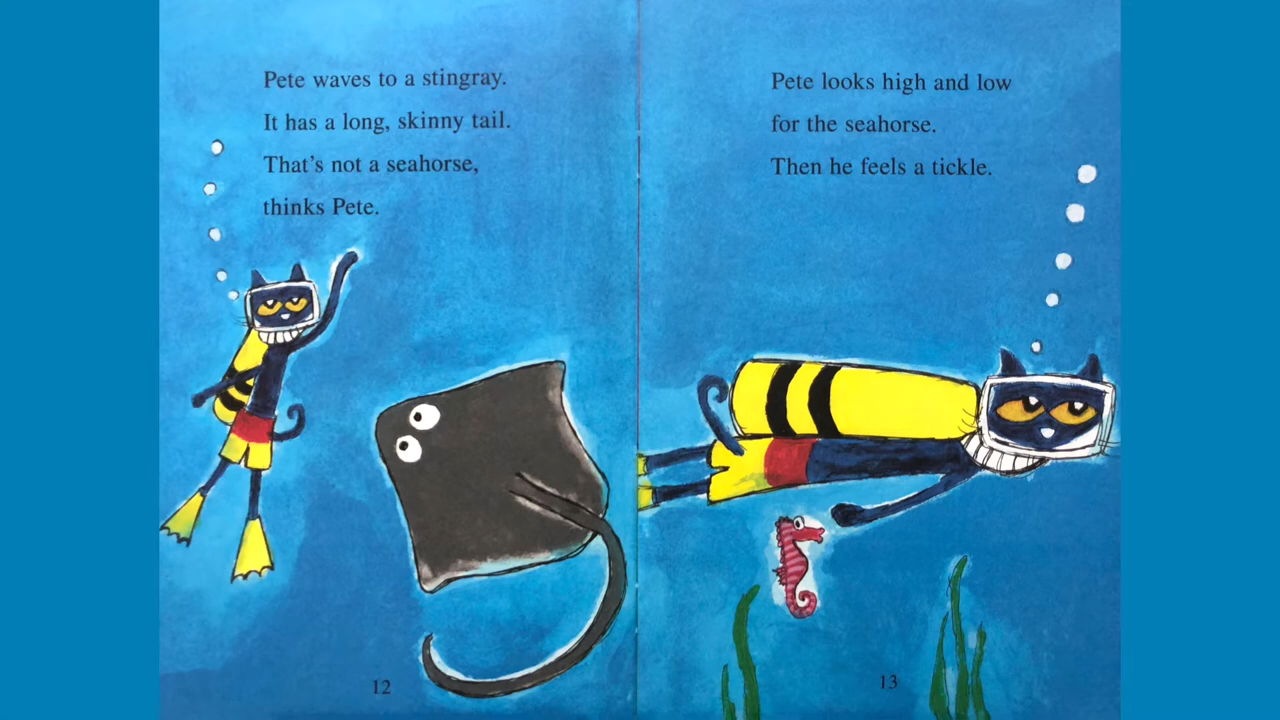 Pete waves to a stingray.
It has a long, skinny tail.
That's not a seahorse,
thinks Pete.
12
Pete looks high and low
for the seahorse.
Then he feels a tickle.
13